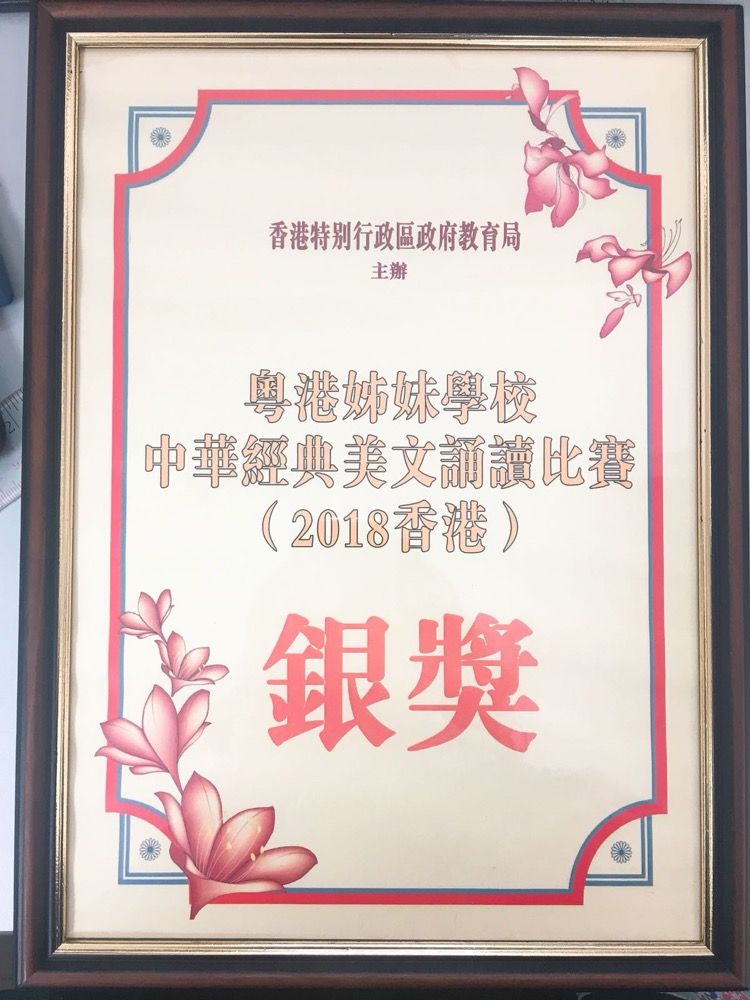 香港特別行政區政府教育局
主辦
粵港姊妹學校
中華經典美文誦讀比賽
（2018香港）
銀獎